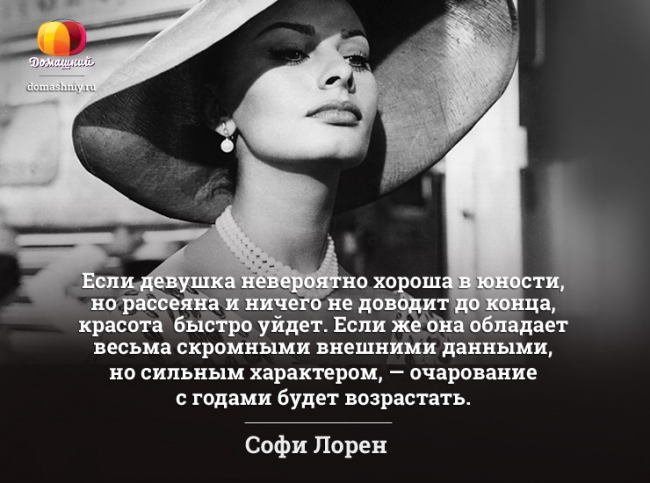 Домашний
domashniy.ru
Если девушка невероятно хороша в юности,
но рассеяна и ничего не доводит до конца,
красота быстро уйдет. Если же она обладает
весьма скромными внешними данными,
но сильным характером, — очарование
с годами будет возрастать.
Софи Лорен